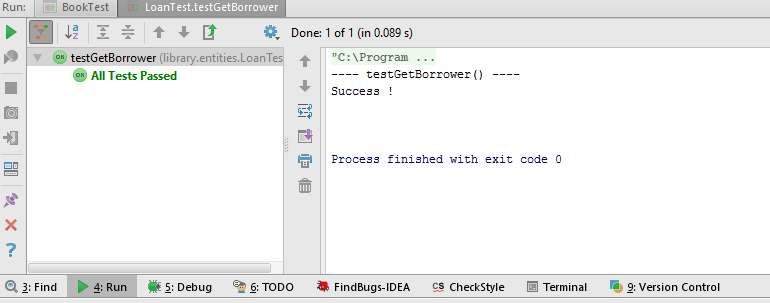 Run: BookTest LoanTest.testGetBorrower
Done: 1 of 1 (in 0.089 s)
OK testGetBorrower (library.entities.LoanTes
OK All Tests Passed
"C:\Program ...
---- testGetBorrower() ----
Success !
Process finished with exit code 0
3: Find 4: Run 5: Debug 6: TODO FindBugs-IDEA CS CheckStyle Terminal 9: Version Control